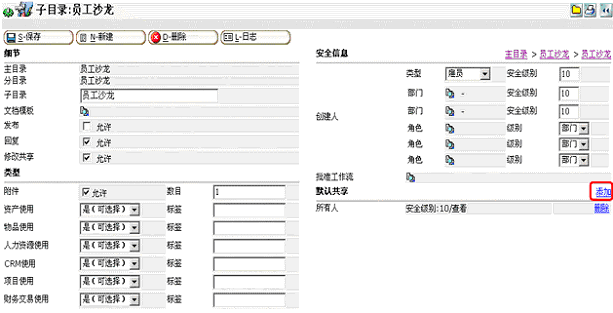 子目录:员工沙龙
S-保存 N-新建 D-删除 L-日志
细节
主目录 员工沙龙
分目录 员工沙龙
子目录 员工沙龙
文档模板
发布 允许
回复 允许
修改共享 允许
类型
附件 允许 数目 1
资产使用 是(可选择) 标签
物品使用 是(可选择) 标签
人力资源使用 是(可选择) 标签
CRM使用 是(可选择) 标签
项目使用 是(可选择) 标签
财务交易使用 是(可选择) 标签
安全信息 主目录 > 员工沙龙 > 员工沙龙
类型 雇员 安全级别 10
部门 - 安全级别 10
创建人
部门 - 安全级别 10
角色 级别 部门
角色 级别 部门
角色 级别 部门
批准工作流
默认共享 添加
所有人 安全级别:10/查看 删除